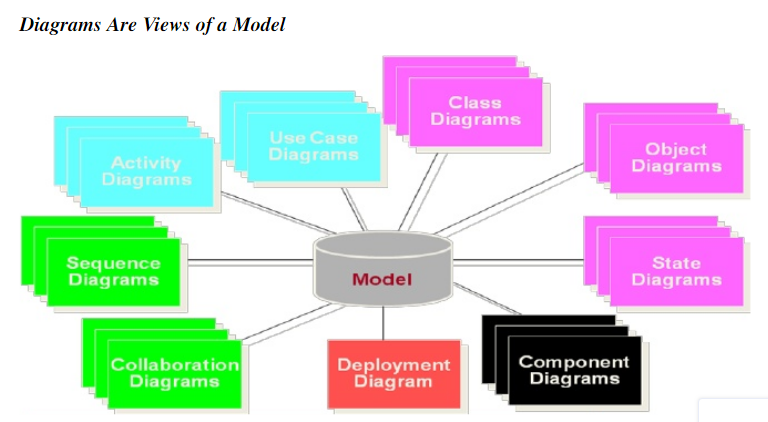 Diagrams Are Views of a Model
Class
Diagrams
Use Case
Diagrams
Activity
Diagrams
Object
Diagrams
Sequence
Diagrams
Model
State
Diagrams
Collaboration
Diagrams
Deployment
Diagram
Component
Diagrams